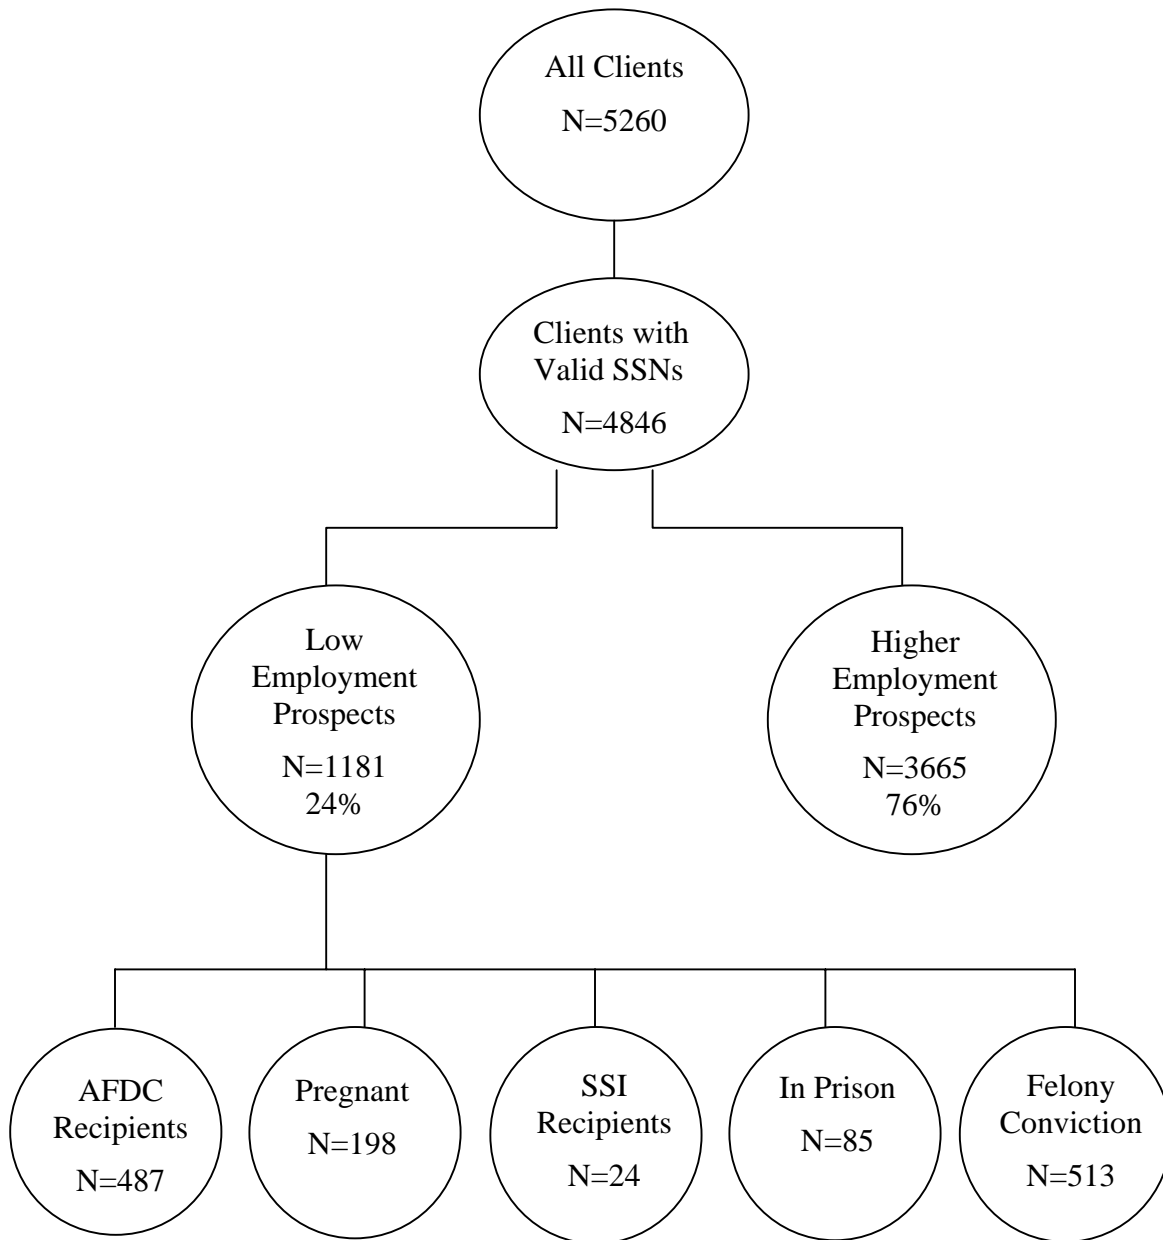 All Clients
N=5260
Clients with
Valid SSNs
N=4846
Low
Employment
Prospects
N=1181
24%
Higher
Employment
Prospects
N=3665
76%
AFDC
Recipients
N=487
Pregnant
N=198
SSI
Recipients
N=24
In Prison
N=85
Felony
Conviction
N=513